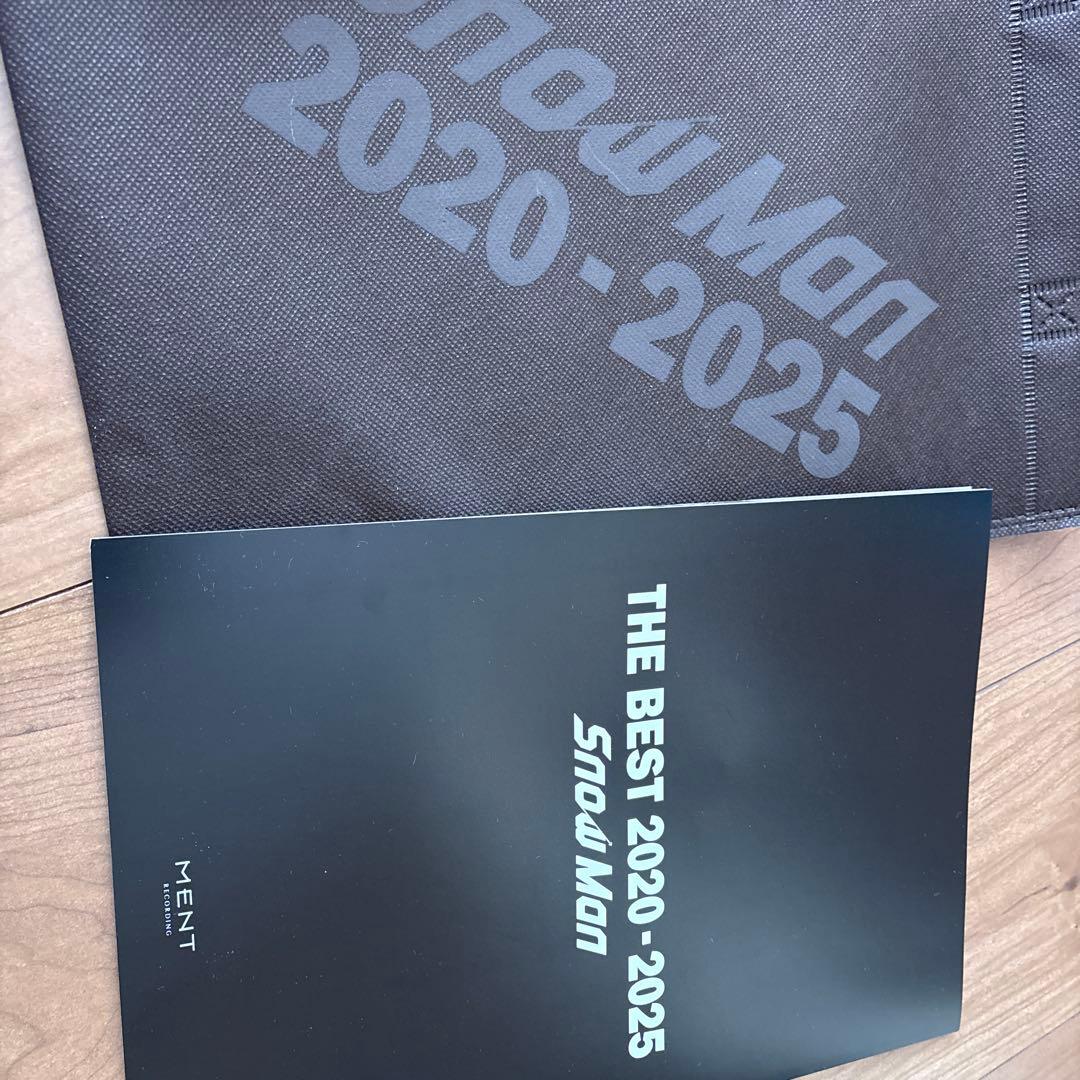 Snow Man
2020-2025
THE BEST 2020-2025
Snow Man
MENT
RECORDING